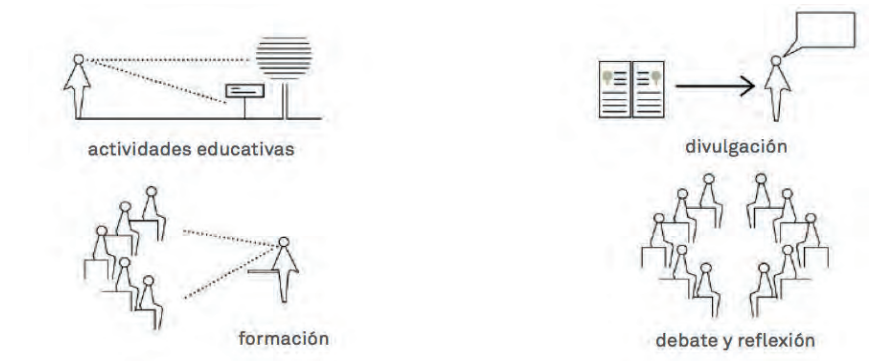 actividades educativas
divulgación
formación
debate y reflexión